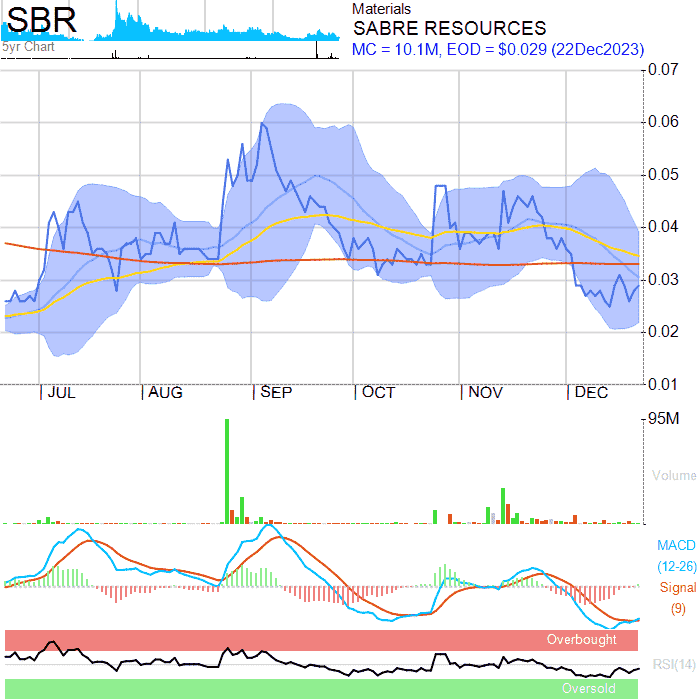 SBR
5yr Chart
Materials
SABRE RESOURCES
MC = 10.1M, EOD = $0.029 (22Dec2023)
0.07
0.06
0.05
0.04
0.03
0.02
0.01
JUL AUG SEP OCT NOV DEC
95M
Volume
MACD
(12-26)
Signal
(9)
Overbought
RSI(14)
Oversold